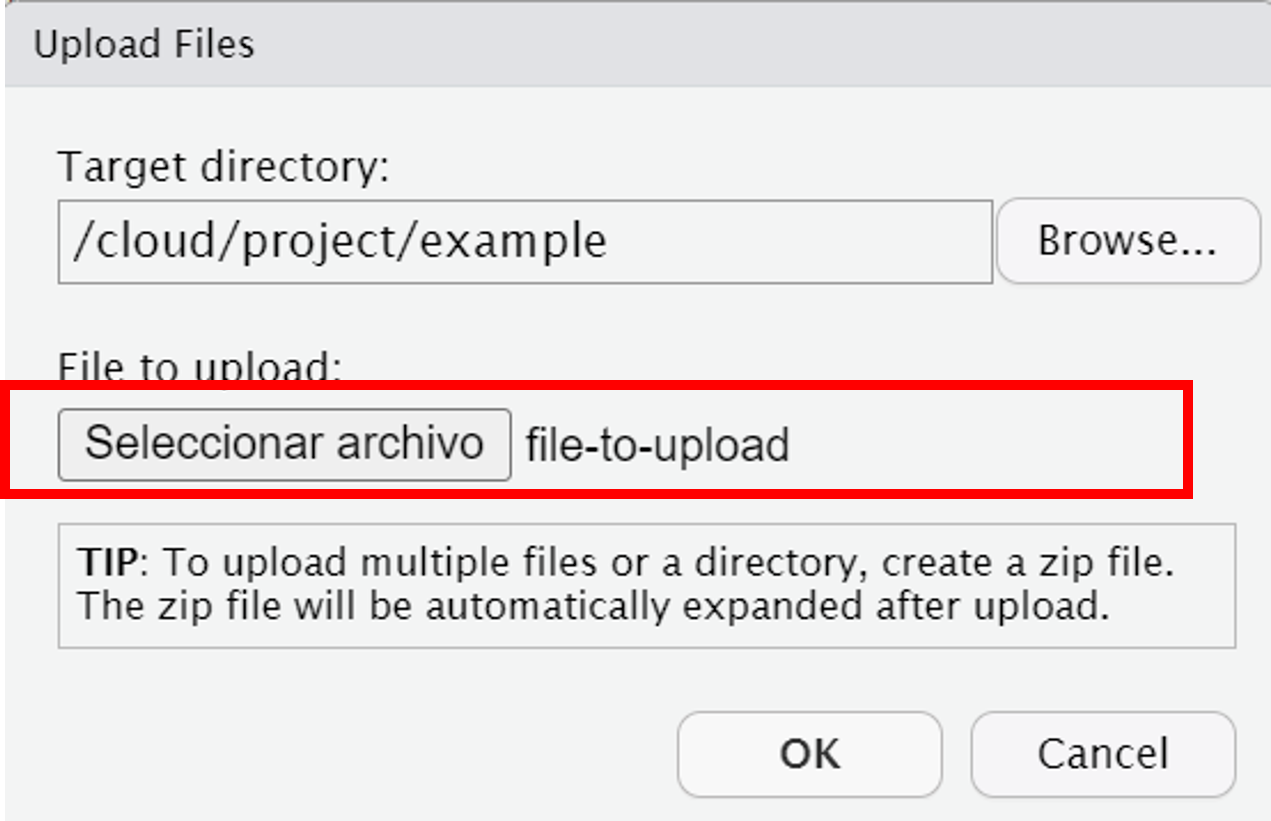 Upload Files
Target directory:
/cloud/project/example
Browse...
File to upload:
Seleccionar archivo file-to-upload
TIP: To upload multiple files or a directory, create a zip file.
The zip file will be automatically expanded after upload.
OK
Cancel